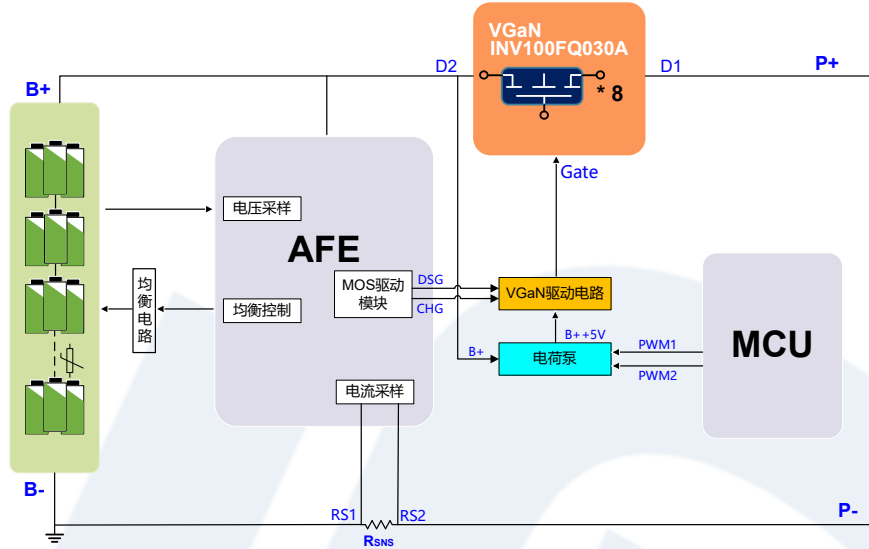 VGaN
INV100FQ030A
* 8
D2
D1
P+
B+
Gate
AFE
电压采样
MOS驱动
模块
DSG
CHG
VGaN驱动电路
均衡控制
均衡电路
B++5V
B+
电荷泵
PWM1
PWM2
MCU
电流采样
B-
RS1
RS2
RSNS
P-